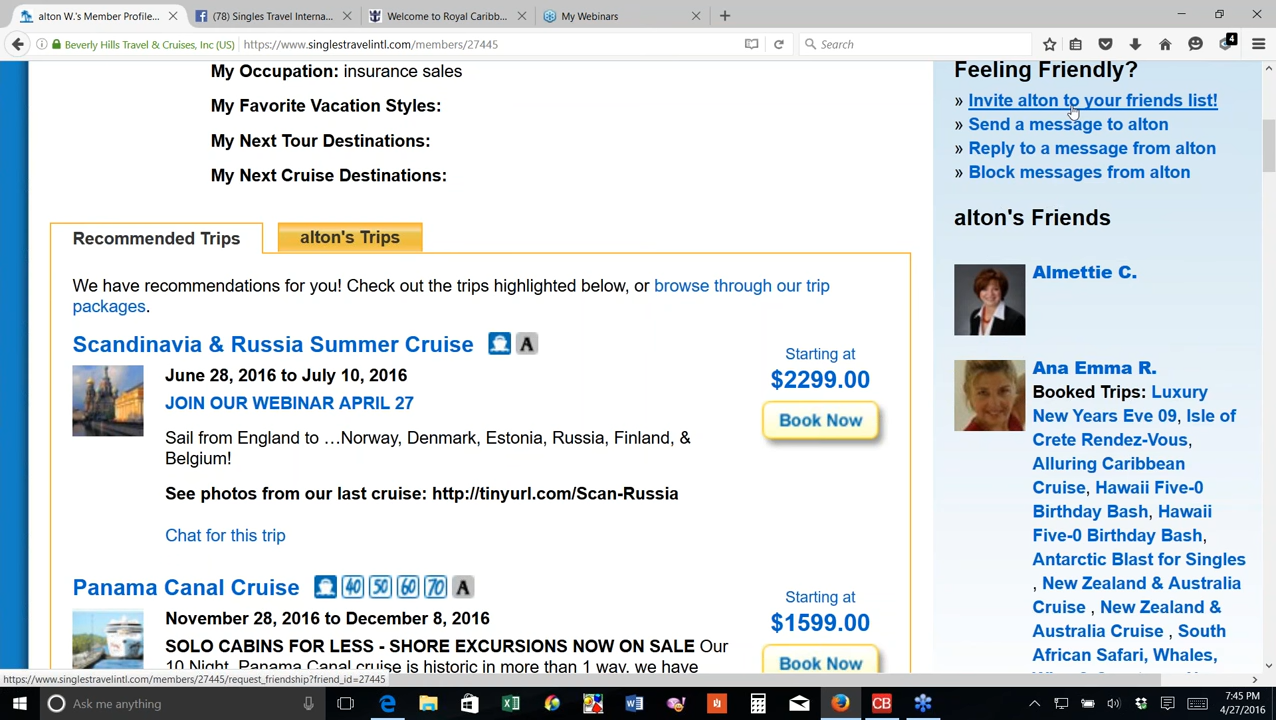 alton W.'s Member Profile...
(78) Singles Travel Interna...
Welcome to Royal Caribb...
My Webinars
Beverly Hills Travel & Cruises, Inc (US)
https://www.singlestravelintl.com/members/27445
Search
4
My Occupation: insurance sales
My Favorite Vacation Styles:
My Next Tour Destinations:
My Next Cruise Destinations:
Recommended Trips
alton's Trips
We have recommendations for you! Check out the trips highlighted below, or browse through our trip
packages.
Scandinavia & Russia Summer Cruise
A
June 28, 2016 to July 10, 2016
JOIN OUR WEBINAR APRIL 27
Sail from England to …Norway, Denmark, Estonia, Russia, Finland, &
Belgium!
See photos from our last cruise: http://tinyurl.com/Scan-Russia
Chat for this trip
Starting at
$2299.00
Book Now
Panama Canal Cruise
40 50 60 70 A
November 28, 2016 to December 8, 2016
SOLO CABINS FOR LESS - SHORE EXCURSIONS NOW ON SALE Our
10 Night, Panama Canal cruise is historic in more than 1 way, we have
Starting at
$1599.00
Book Now
Feeling Friendly?
» Invite alton to your friends list!
» Send a message to alton
» Reply to a message from alton
» Block messages from alton
alton's Friends
Almettie C.
Ana Emma R.
Booked Trips: Luxury
New Years Eve 09, Isle of
Crete Rendez-Vous,
Alluring Caribbean
Cruise, Hawaii Five-0
Birthday Bash, Hawaii
Five-0 Birthday Bash,
Antarctic Blast for Singles
, New Zealand & Australia
Cruise , New Zealand &
Australia Cruise , South
African Safari, Whales,
https://www.singlestravelintl.com/members/27445/request_friendship?friend_id=27445
Ask me anything
CB
7:45 PM
4/27/2016